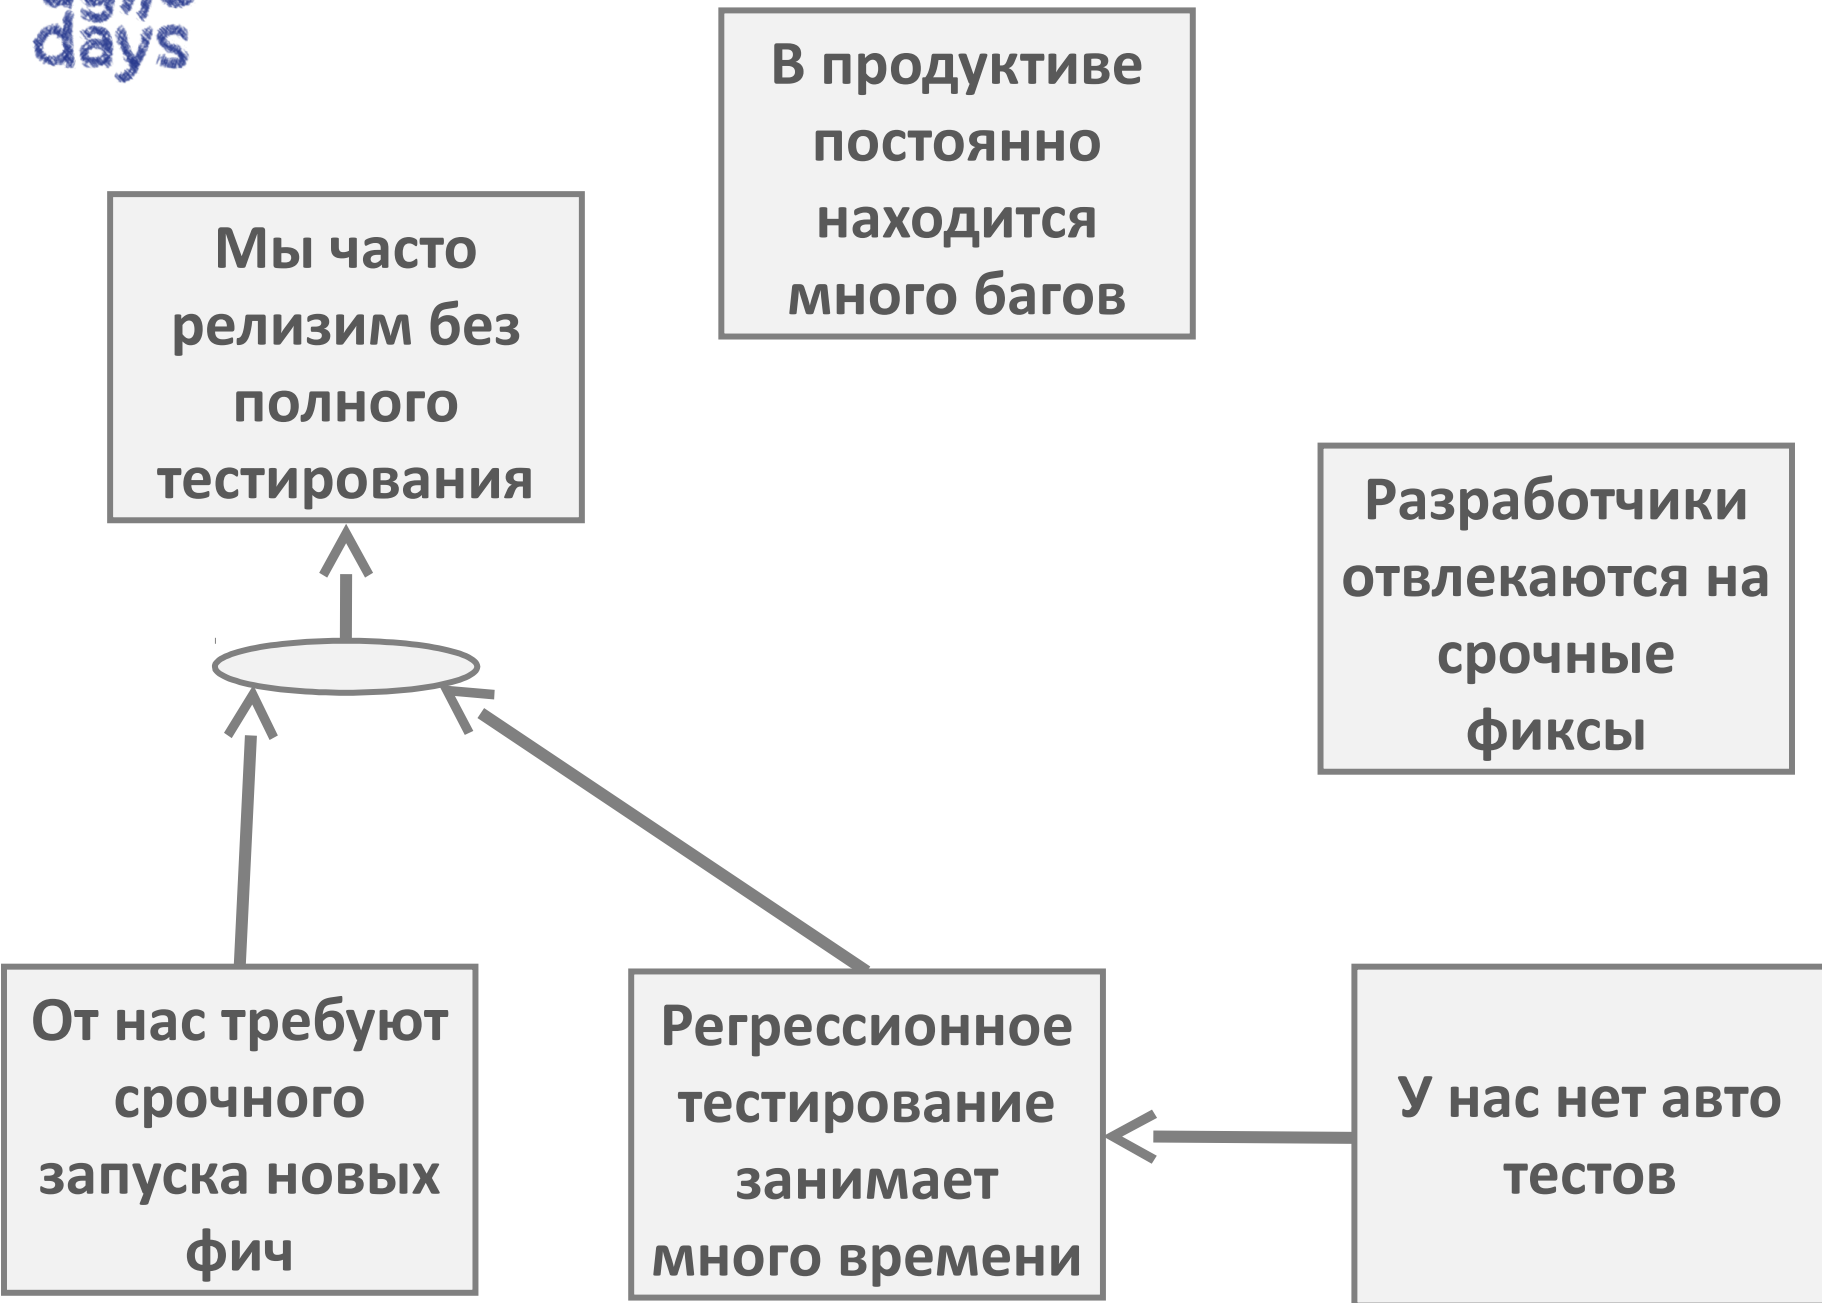 days
В продуктиве
постоянно
находится
много багов
Мы часто
релизим без
полного
тестирования
Разработчики
отвлекаются на
срочные
фиксы
От нас требуют
срочного
запуска новых
фич
Регрессионное
тестирование
занимает
много времени
У нас нет авто
тестов